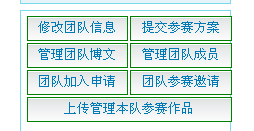 修改团队信息 提交参赛方案
管理团队博文 管理团队成员
团队加入申请 团队参赛邀请
上传管理本队参赛作品